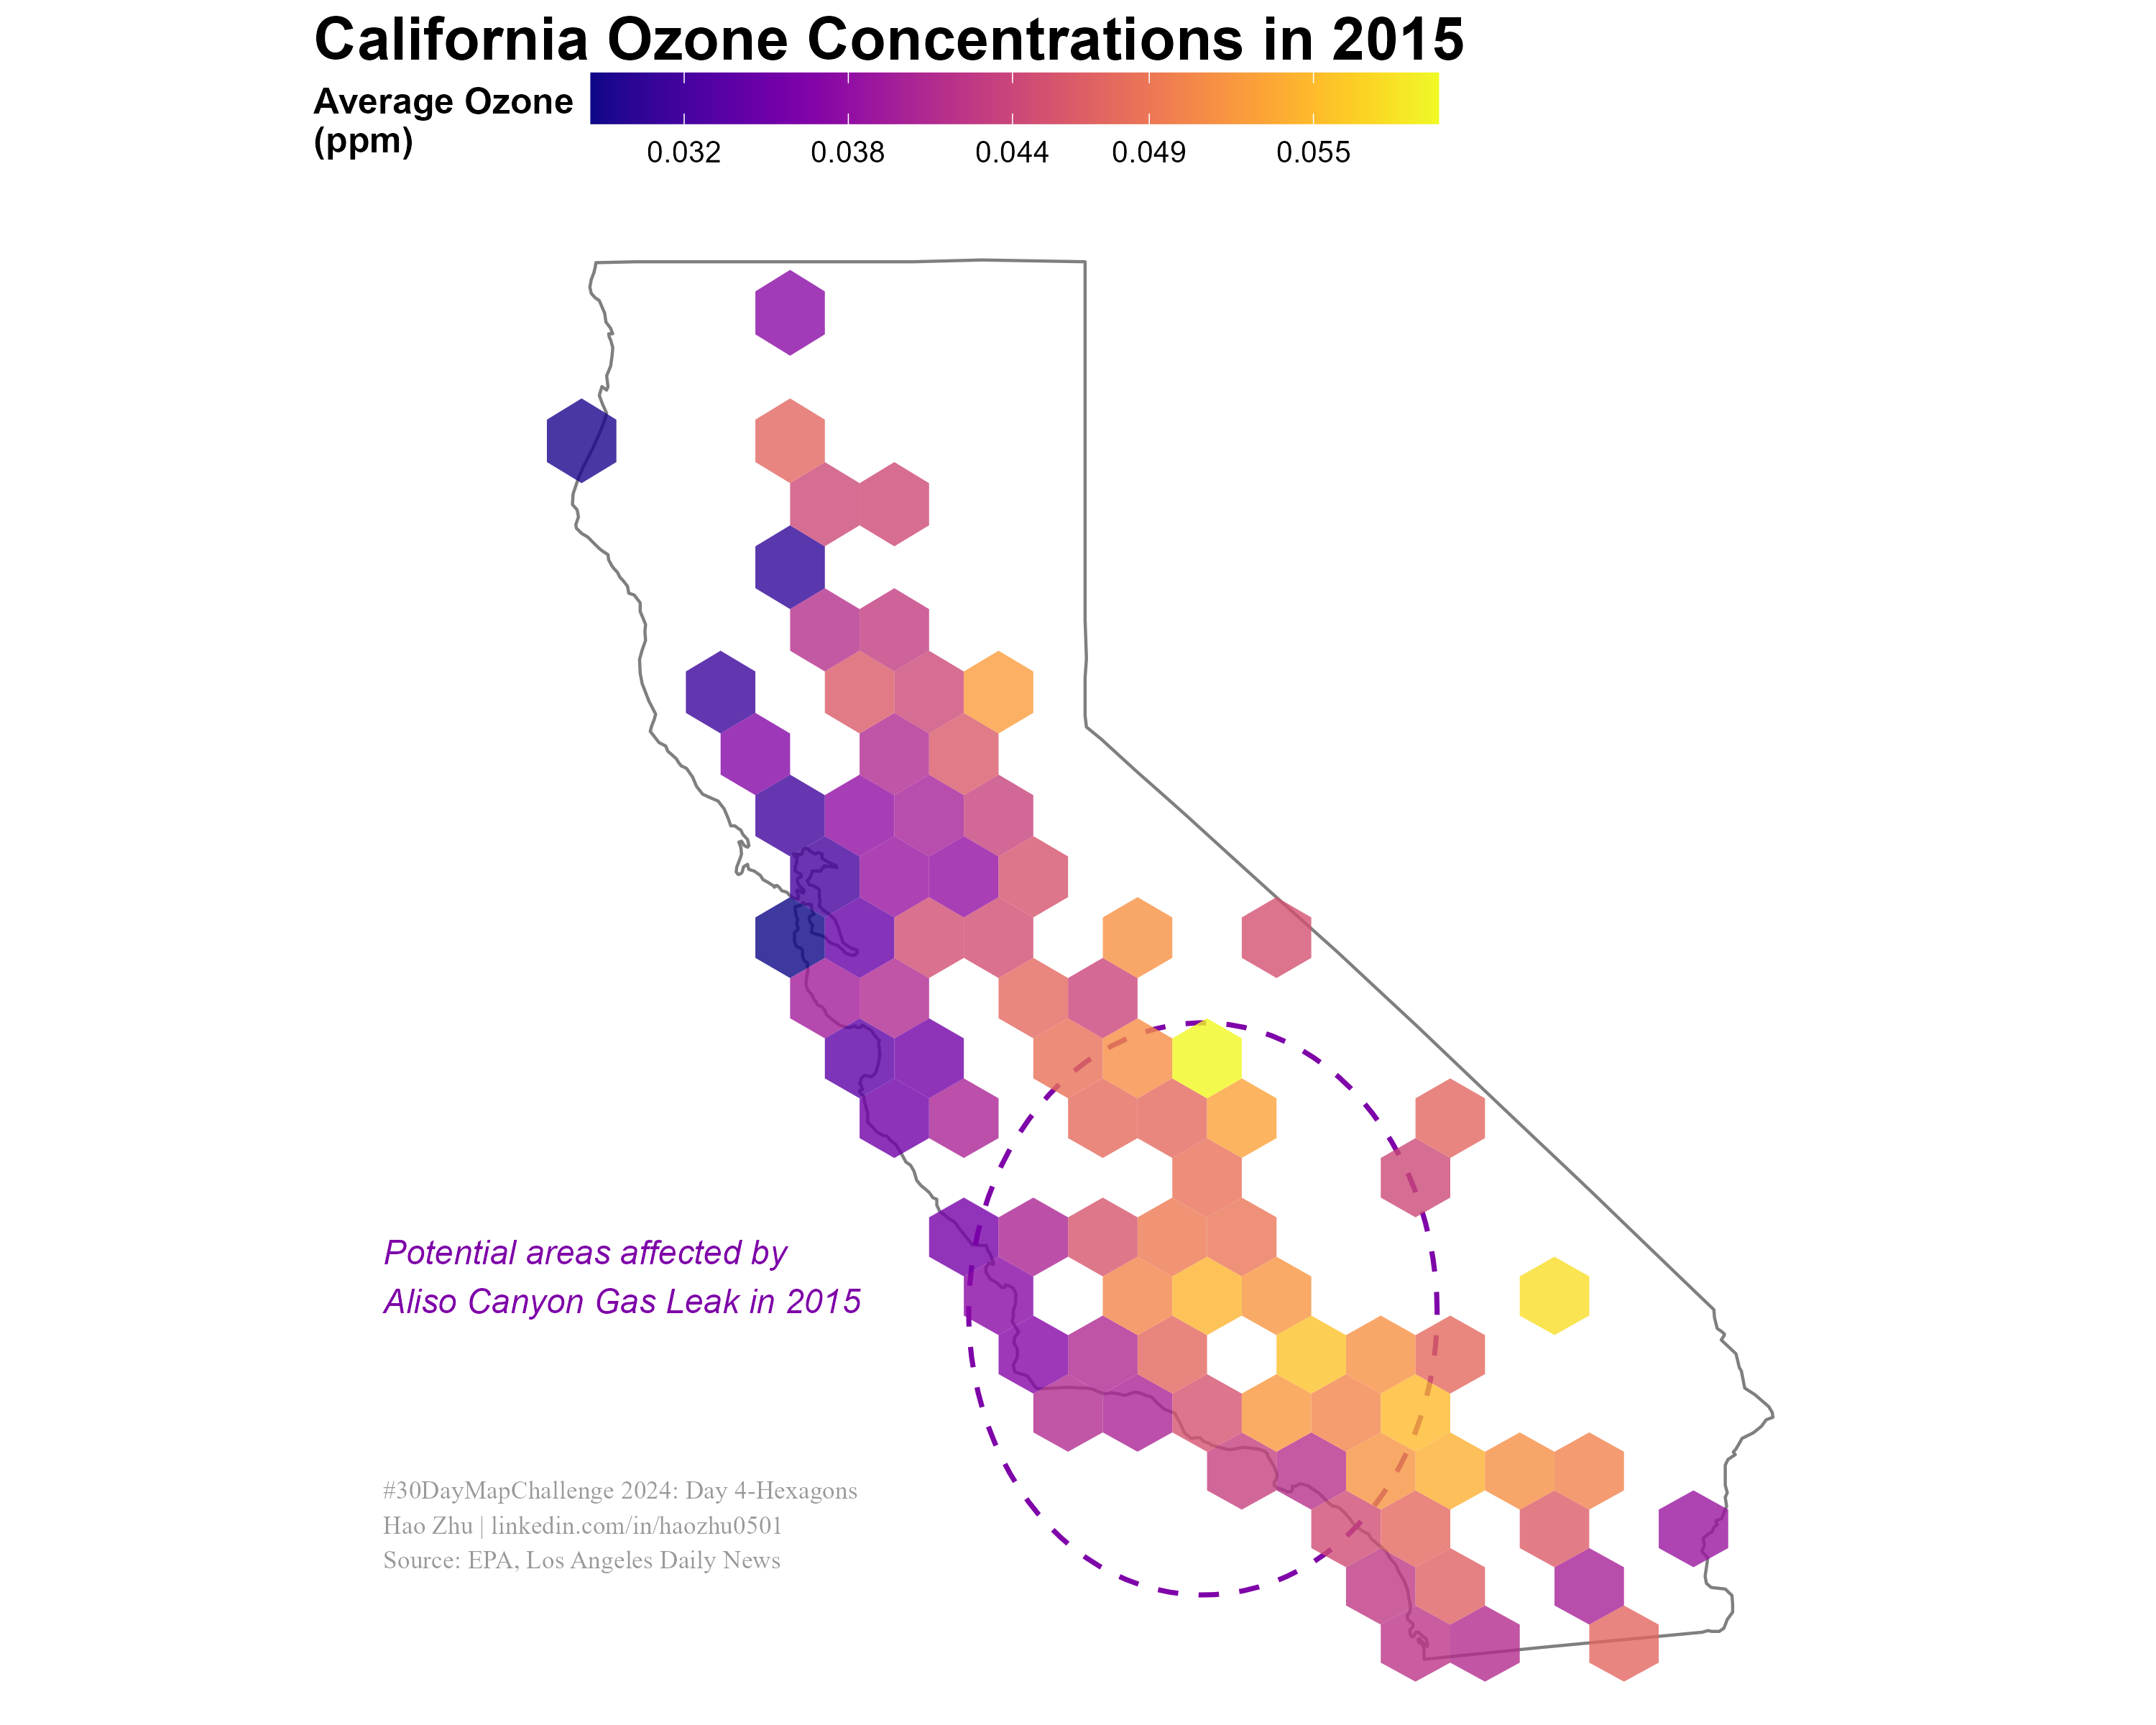 California Ozone Concentrations in 2015
Average Ozone
(ppm)
0.032 0.038 0.044 0.049 0.055
Potential areas affected by
Aliso Canyon Gas Leak in 2015
#30DayMapChallenge 2024: Day 4-Hexagons
Hao Zhu | linkedin.com/in/haozhu0501
Source: EPA, Los Angeles Daily News